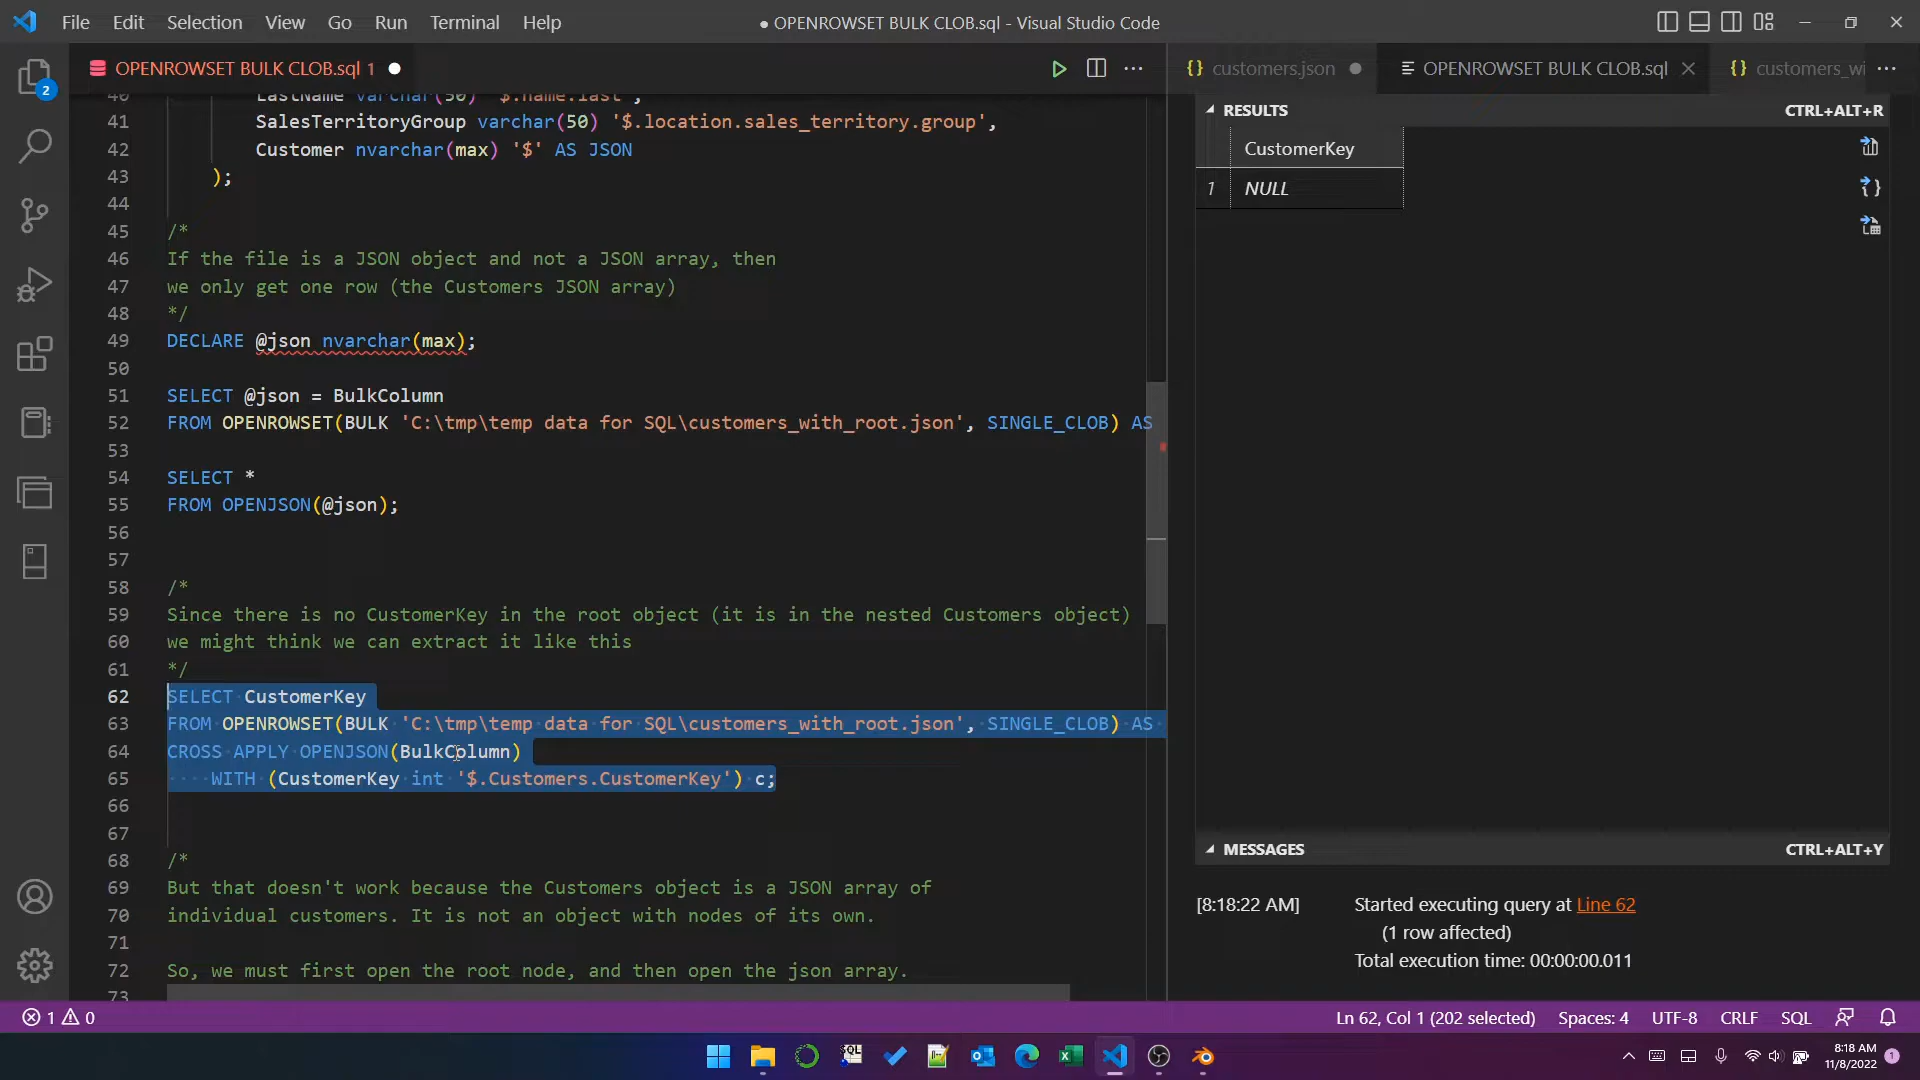 File Edit Selection View Go Run Terminal Help
● OPENROWSET BULK CLOB.sql - Visual Studio Code
2
OPENROWSET BULK CLOB.sql 1
40 LastName varchar(50) '$.name.last',
41 SalesTerritoryGroup varchar(50) '$.location.sales_territory.group',
42 Customer nvarchar(max) '$' AS JSON
43 );
44
45 /*
46 If the file is a JSON object and not a JSON array, then
47 we only get one row (the Customers JSON array)
48 */
49 DECLARE @json nvarchar(max);
50
51 SELECT @json = BulkColumn
52 FROM OPENROWSET(BULK 'C:\tmp\temp data for SQL\customers_with_root.json', SINGLE_CLOB) AS
53
54 SELECT *
55 FROM OPENJSON(@json);
56
57
58 /*
59 Since there is no CustomerKey in the root object (it is in the nested Customers object)
60 we might think we can extract it like this
61 */
62 SELECT CustomerKey
63 FROM OPENROWSET(BULK 'C:\tmp\temp data for SQL\customers_with_root.json', SINGLE_CLOB) AS
64 CROSS APPLY OPENJSON(BulkColumn)
65 WITH (CustomerKey int '$.Customers.CustomerKey') c;
66
67
68 /*
69 But that doesn't work because the Customers object is a JSON array of
70 individual customers. It is not an object with nodes of its own.
71
72 So, we must first open the root node, and then open the json array.
73
customers.json
OPENROWSET BULK CLOB.sql
customers_wi
RESULTS CTRL+ALT+R
CustomerKey
1 NULL
MESSAGES CTRL+ALT+Y
[8:18:22 AM] Started executing query at Line 62
(1 row affected)
Total execution time: 00:00:00.011
1 0
Ln 62, Col 1 (202 selected) Spaces: 4 UTF-8 CRLF SQL
SQL
8:18 AM
11/8/2022
1